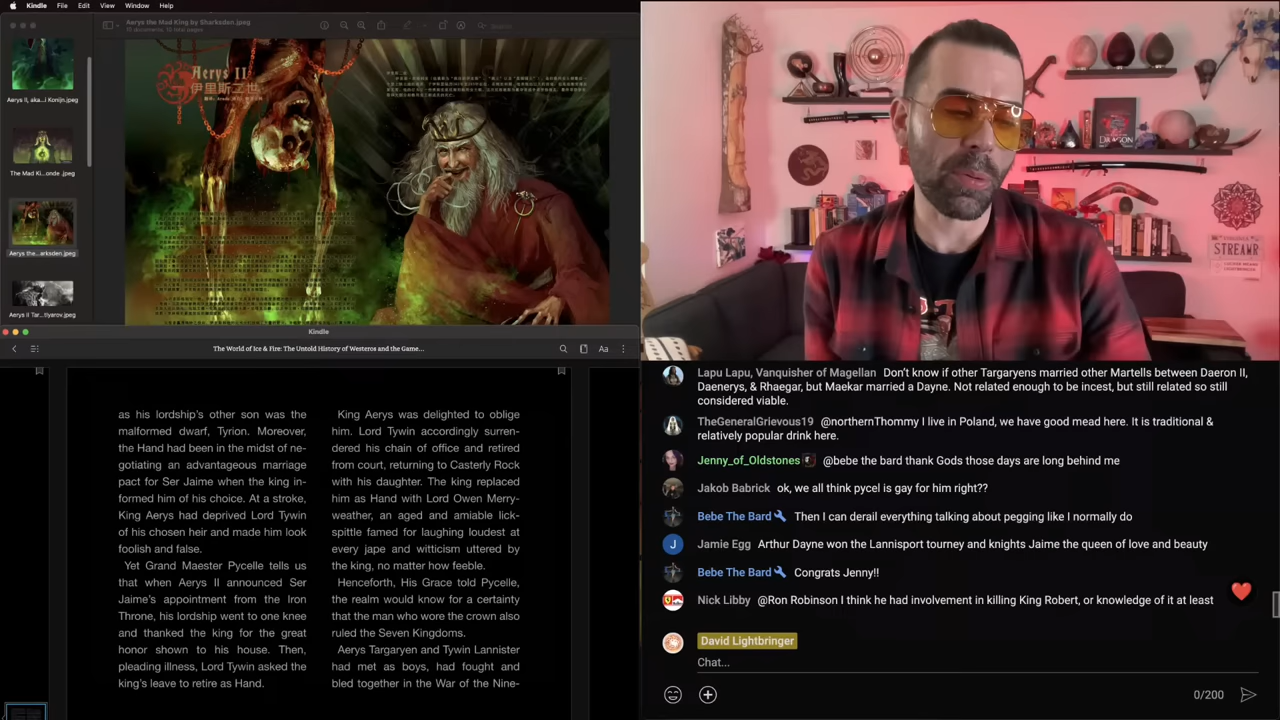 Kindle File Edit View Window Help
Aerys the Mad King by Sharksden.jpeg
Search
Aerys II, aka...l Konijn.jpeg
The Mad Ki...onde .jpeg
Aerys the...arksden.jpeg
Aerys II Tar...tiyarov.jpeg
Aerys II
伊里斯二世
Kindle
The World of Ice & Fire: The Untold History of Westeros and the Game...
Aa
as his lordship's other son was the
malformed dwarf, Tyrion. Moreover,
the Hand had been in the midst of ne-
gotiating an advantageous marriage
pact for Ser Jaime when the king in-
formed him of his choice. At a stroke,
King Aerys had deprived Lord Tywin
of his chosen heir and made him look
foolish and false.
Yet Grand Maester Pycelle tells us
that when Aerys II announced Ser
Jaime's appointment from the Iron
Throne, his lordship went to one knee
and thanked the king for the great
honor shown to his house. Then,
pleading illness, Lord Tywin asked the
king's leave to retire as Hand.
King Aerys was delighted to oblige
him. Lord Tywin accordingly surren-
dered his chain of office and retired
from court, returning to Casterly Rock
with his daughter. The king replaced
him as Hand with Lord Owen Merry-
weather, an aged and amiable lick-
spittle famed for laughing loudest at
every jape and witticism uttered by
the king, no matter how feeble.
Henceforth, His Grace told Pycelle,
the realm would know for a certainty
that the man who wore the crown also
ruled the Seven Kingdoms.
Aerys Targaryen and Tywin Lannister
had met as boys, had fought and
bled together in the War of the Nine-
DRAGON
STREAWR
Lapu Lapu, Vanquisher of Magellan Don't know if other Targaryens married other Martells between Daeron II,
Daenerys, & Rhaegar, but Maekar married a Dayne. Not related enough to be incest, but still related so still
considered viable.
TheGeneralGrievous19 @northernThommy I live in Poland, we have good mead here. It is traditional &
relatively popular drink here.
Jenny_of_Oldstones @bebe the bard thank Gods those days are long behind me
Jakob Babrick ok, we all think pycel is gay for him right??
Bebe The Bard Then I can derail everything talking about pegging like I normally do
J Jamie Egg Arthur Dayne won the Lannisport tourney and knights Jaime the queen of love and beauty
Bebe The Bard Congrats Jenny!!
Nick Libby @Ron Robinson I think he had involvement in killing King Robert, or knowledge of it at least
David Lightbringer
Chat...
0/200